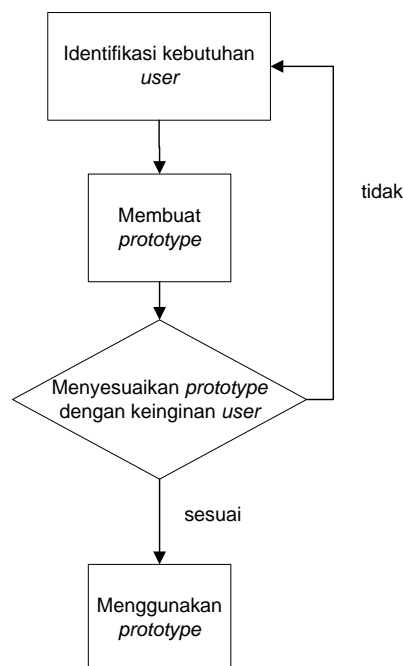 Identifikasi kebutuhan
user
Membuat
prototype
tidak
Menyesuaikan prototype
dengan keinginan user
sesuai
Menggunakan
prototype